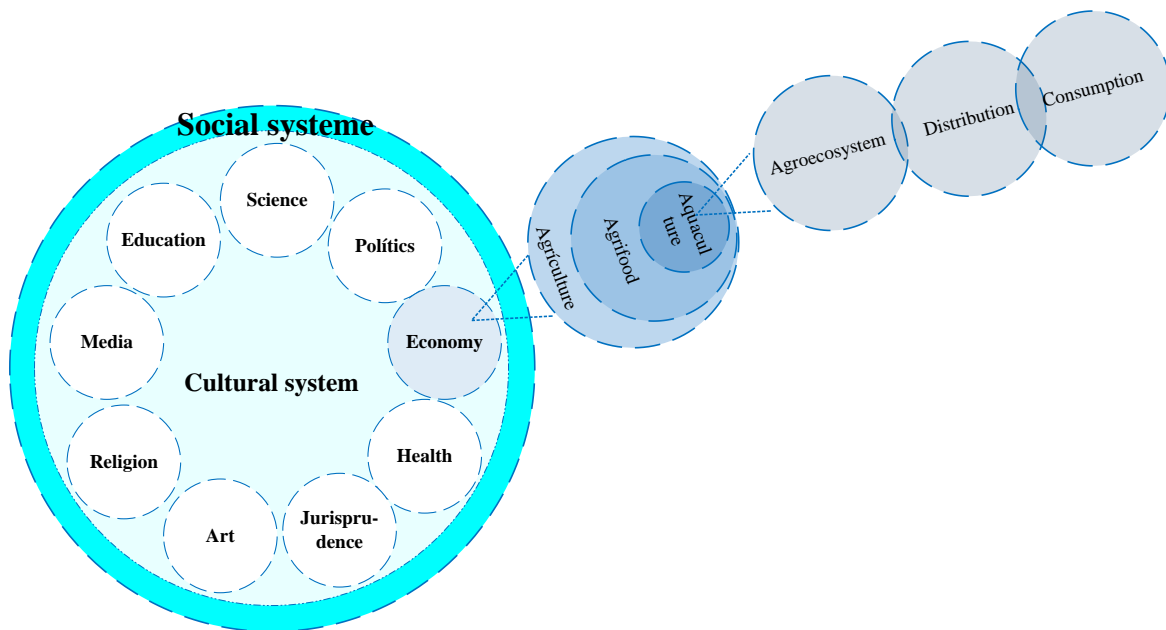 Social systeme
Science
Education
Polítics
Media
Economy
Cultural system
Religion
Health
Art
Jurispru-
dence
Agriculture
Agrifood
Aquacul
ture
Agroecosystem
Distribution
Consumption